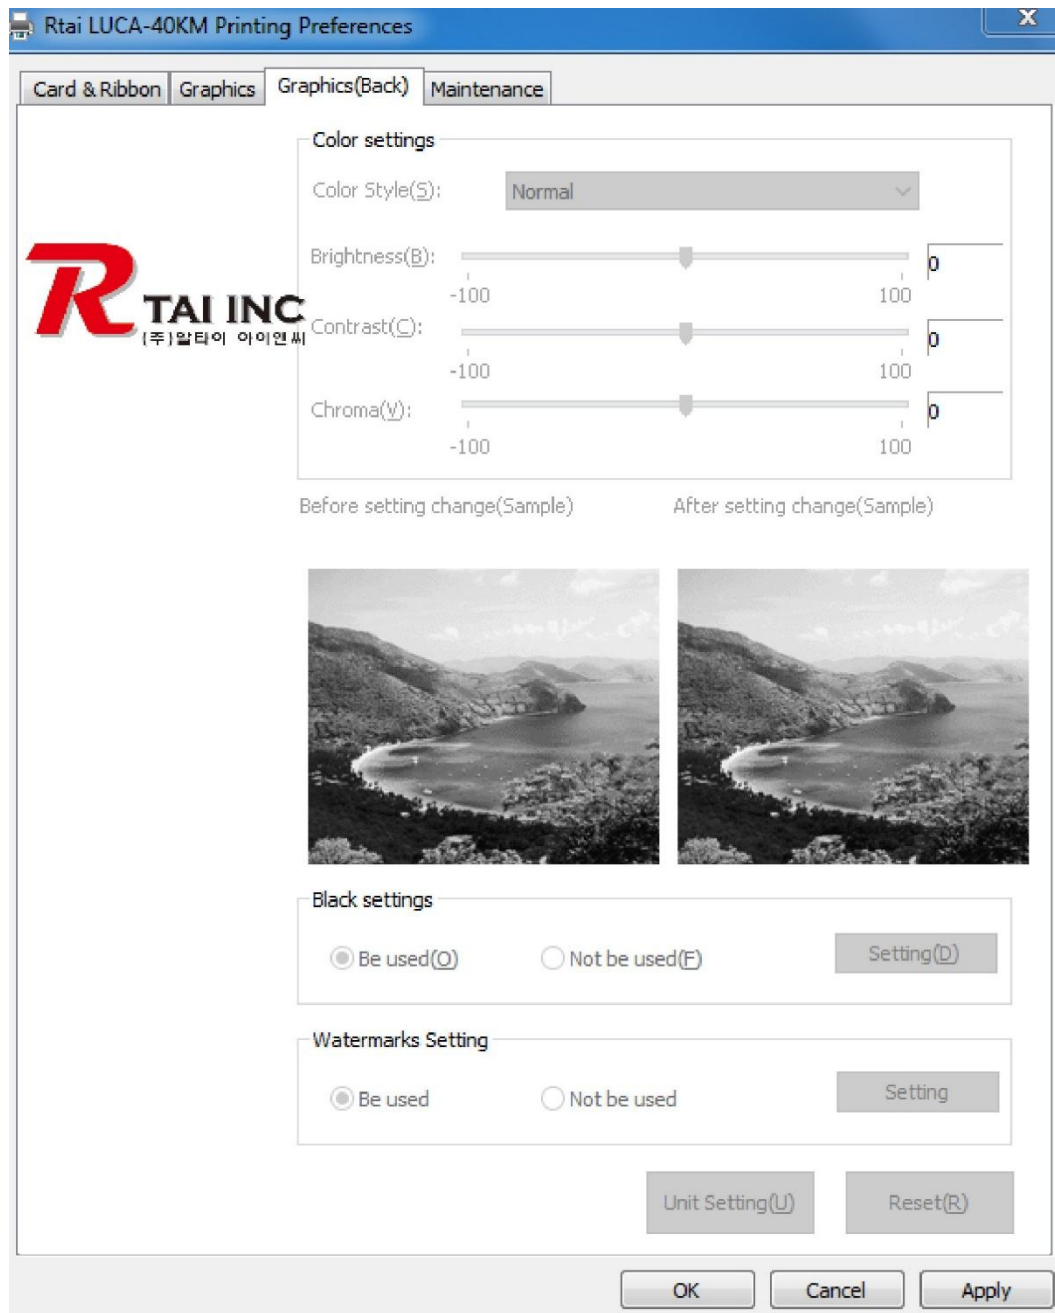 Rtai LUCA-40KM Printing Preferences
X
Card & Ribbon Graphics Graphics(Back) Maintenance
Color settings
Color Style(S): Normal
Brightness(B): 0
-100 100
R TAI INC
(주)알타이 아이앤씨
Contrast(C): 0
-100 100
Chroma(V): 0
-100 100
Before setting change(Sample) After setting change(Sample)
Black settings
Be used(O) Not be used(F) Setting(D)
Watermarks Setting
Be used Not be used Setting
Unit Setting(U) Reset(R)
OK Cancel Apply